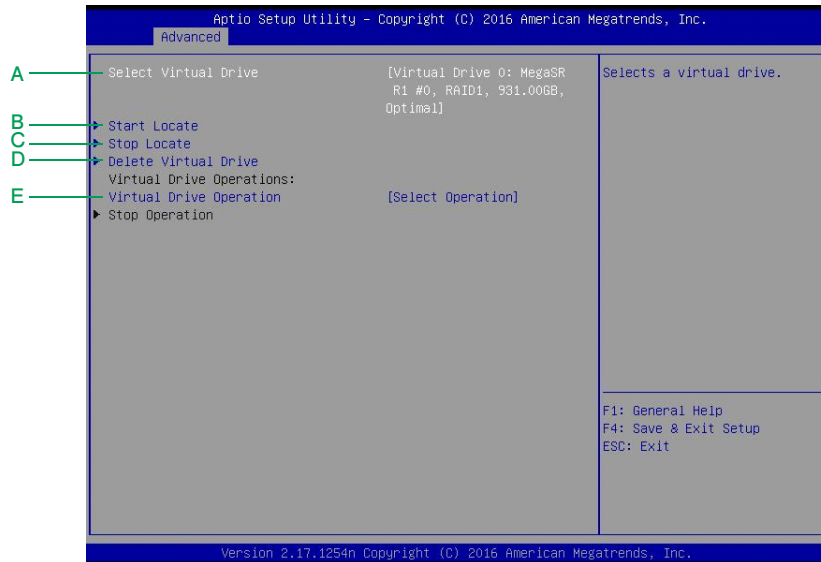 Aptio Setup Utility – Copyright (C) 2016 American Megatrends, Inc.
Advanced
A Select Virtual Drive [Virtual Drive 0: MegaSR
R1 #0, RAID1, 931.00GB,
Optimal]
Selects a virtual drive.
B Start Locate
C Stop Locate
D Delete Virtual Drive
Virtual Drive Operations:
E Virtual Drive Operation [Select Operation]
Stop Operation
F1: General Help
F4: Save & Exit Setup
ESC: Exit
Version 2.17.1254n Copyright (C) 2016 American Megatrends, Inc.